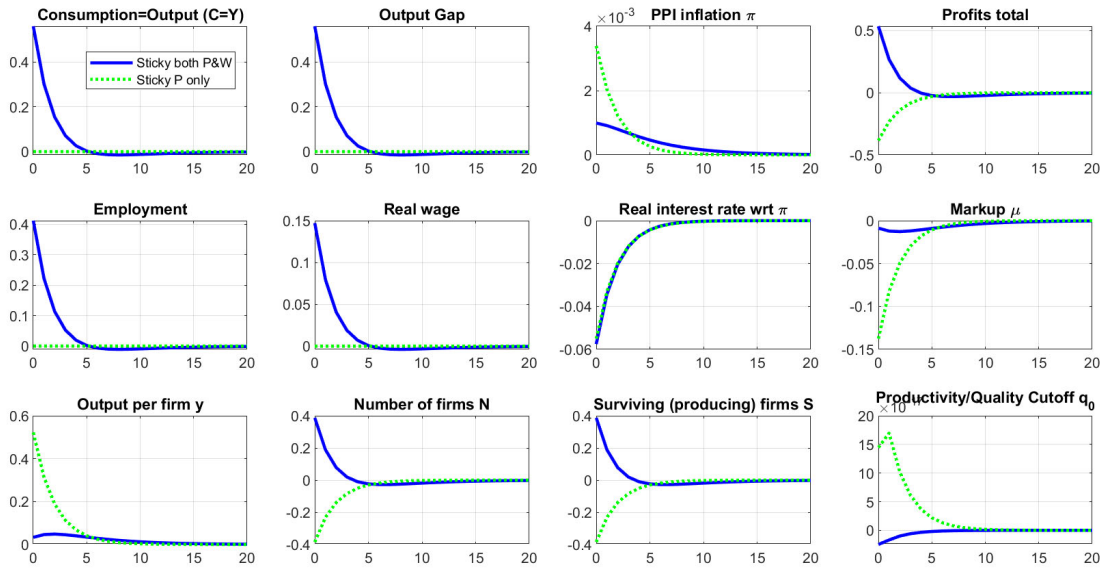 Consumption=Output (C=Y)
0.4
0.2
0
0 5 10 15 20
Sticky both P&W
Sticky P only
Output Gap
0.4
0.2
0
0 5 10 15 20
PPI inflation π
×10⁻³
4
2
0
0 5 10 15 20
Profits total
0.5
0
-0.5
0 5 10 15 20
Employment
0.4
0.3
0.2
0.1
0
0 5 10 15 20
Real wage
0.15
0.1
0.05
0
0 5 10 15 20
Real interest rate wrt π
0
-0.02
-0.04
-0.06
0 5 10 15 20
Markup μ
0
-0.05
-0.1
-0.15
0 5 10 15 20
Output per firm y
0.6
0.4
0.2
0
0 5 10 15 20
Number of firms N
0.4
0.2
0
-0.2
-0.4
0 5 10 15 20
Surviving (producing) firms S
0.4
0.2
0
-0.2
-0.4
0 5 10 15 20
Productivity/Quality Cutoff q₀
×10
20
15
10
5
0
0 5 10 15 20